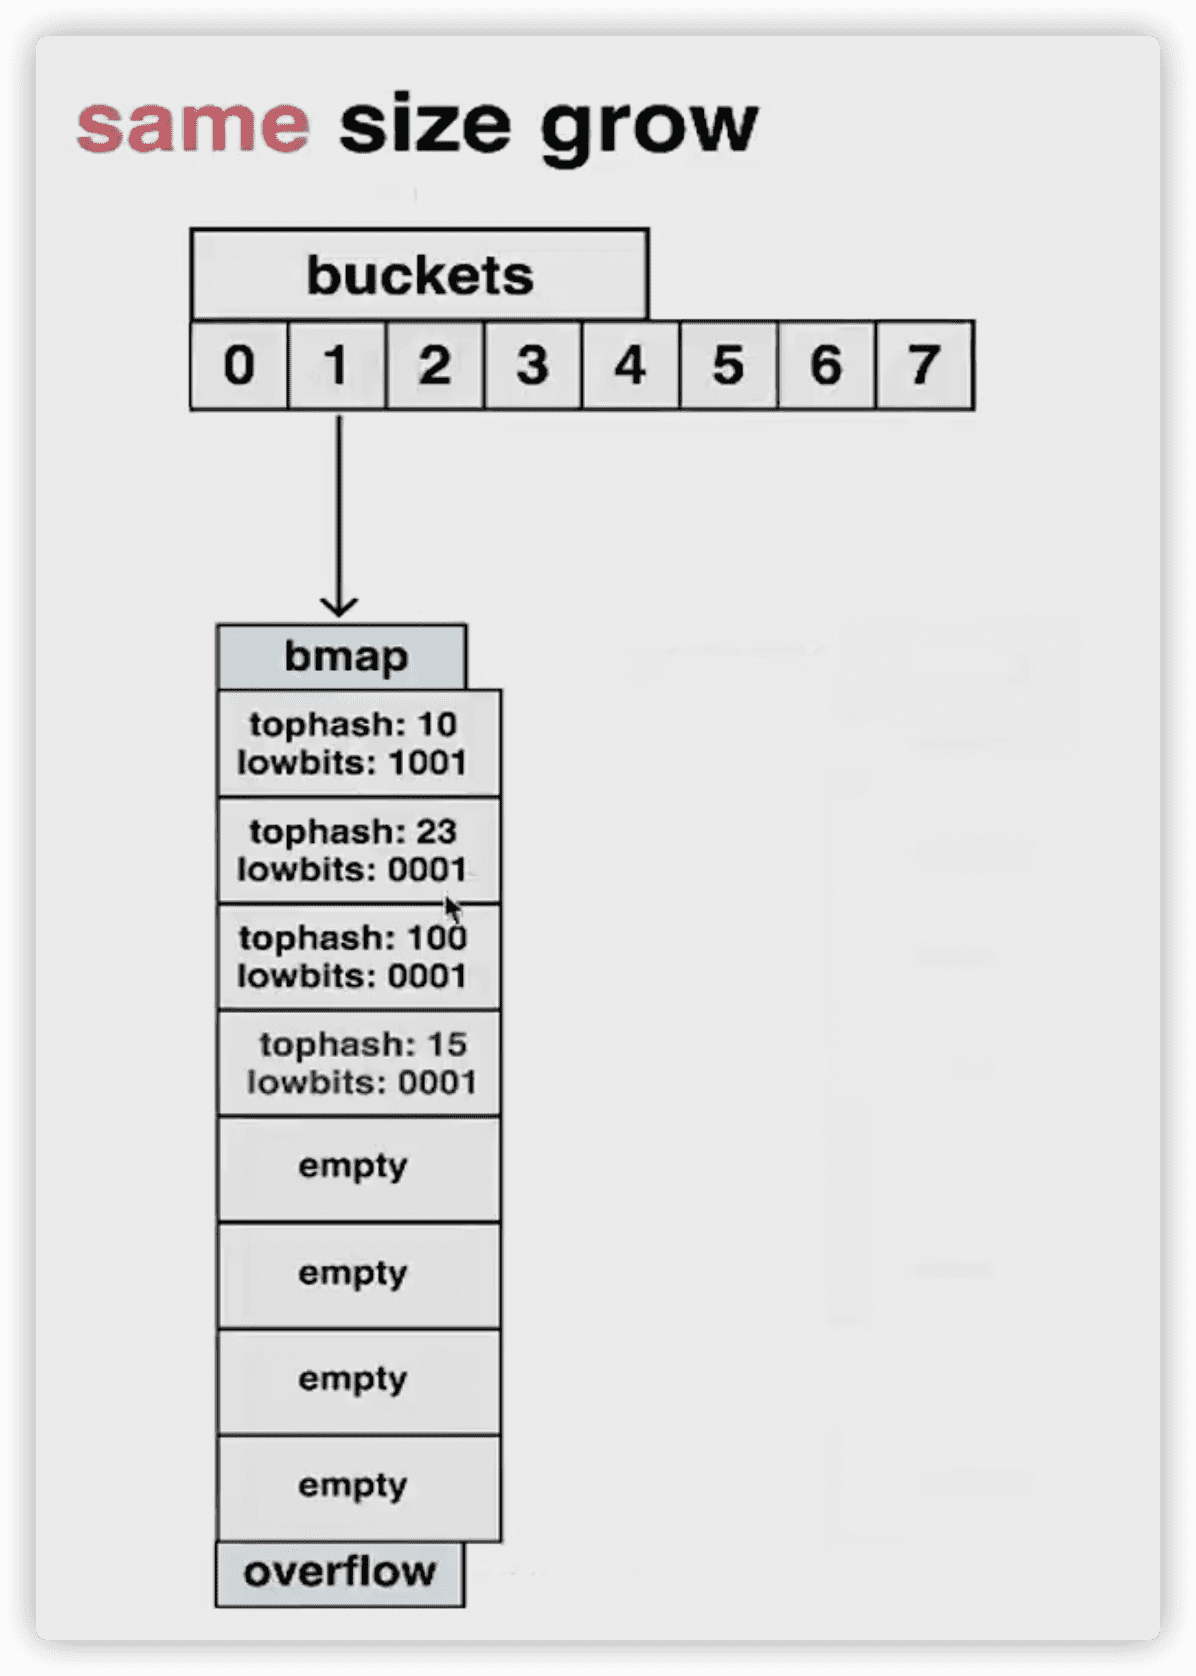 same size grow
buckets
0 1 2 3 4 5 6 7
bmap
tophash: 10
lowbits: 1001
tophash: 23
lowbits: 0001
tophash: 100
lowbits: 0001
tophash: 15
lowbits: 0001
empty
empty
empty
empty
overflow